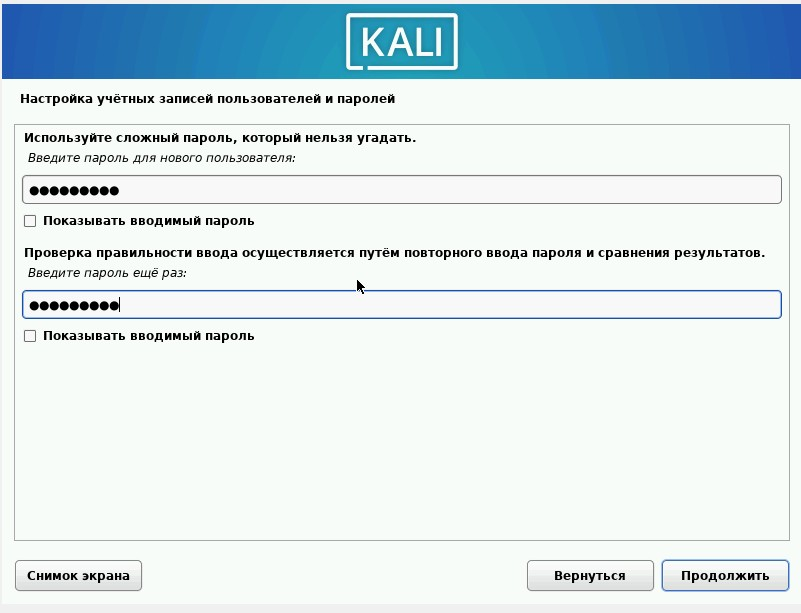 KALI
Настройка учётных записей пользователей и паролей
Используйте сложный пароль, который нельзя угадать.
Введите пароль для нового пользователя:
●●●●●●●●●
Показывать вводимый пароль
Проверка правильности ввода осуществляется путём повторного ввода пароля и сравнения результатов.
Введите пароль ещё раз:
●●●●●●●●●
Показывать вводимый пароль
Снимок экрана
Вернуться
Продолжить